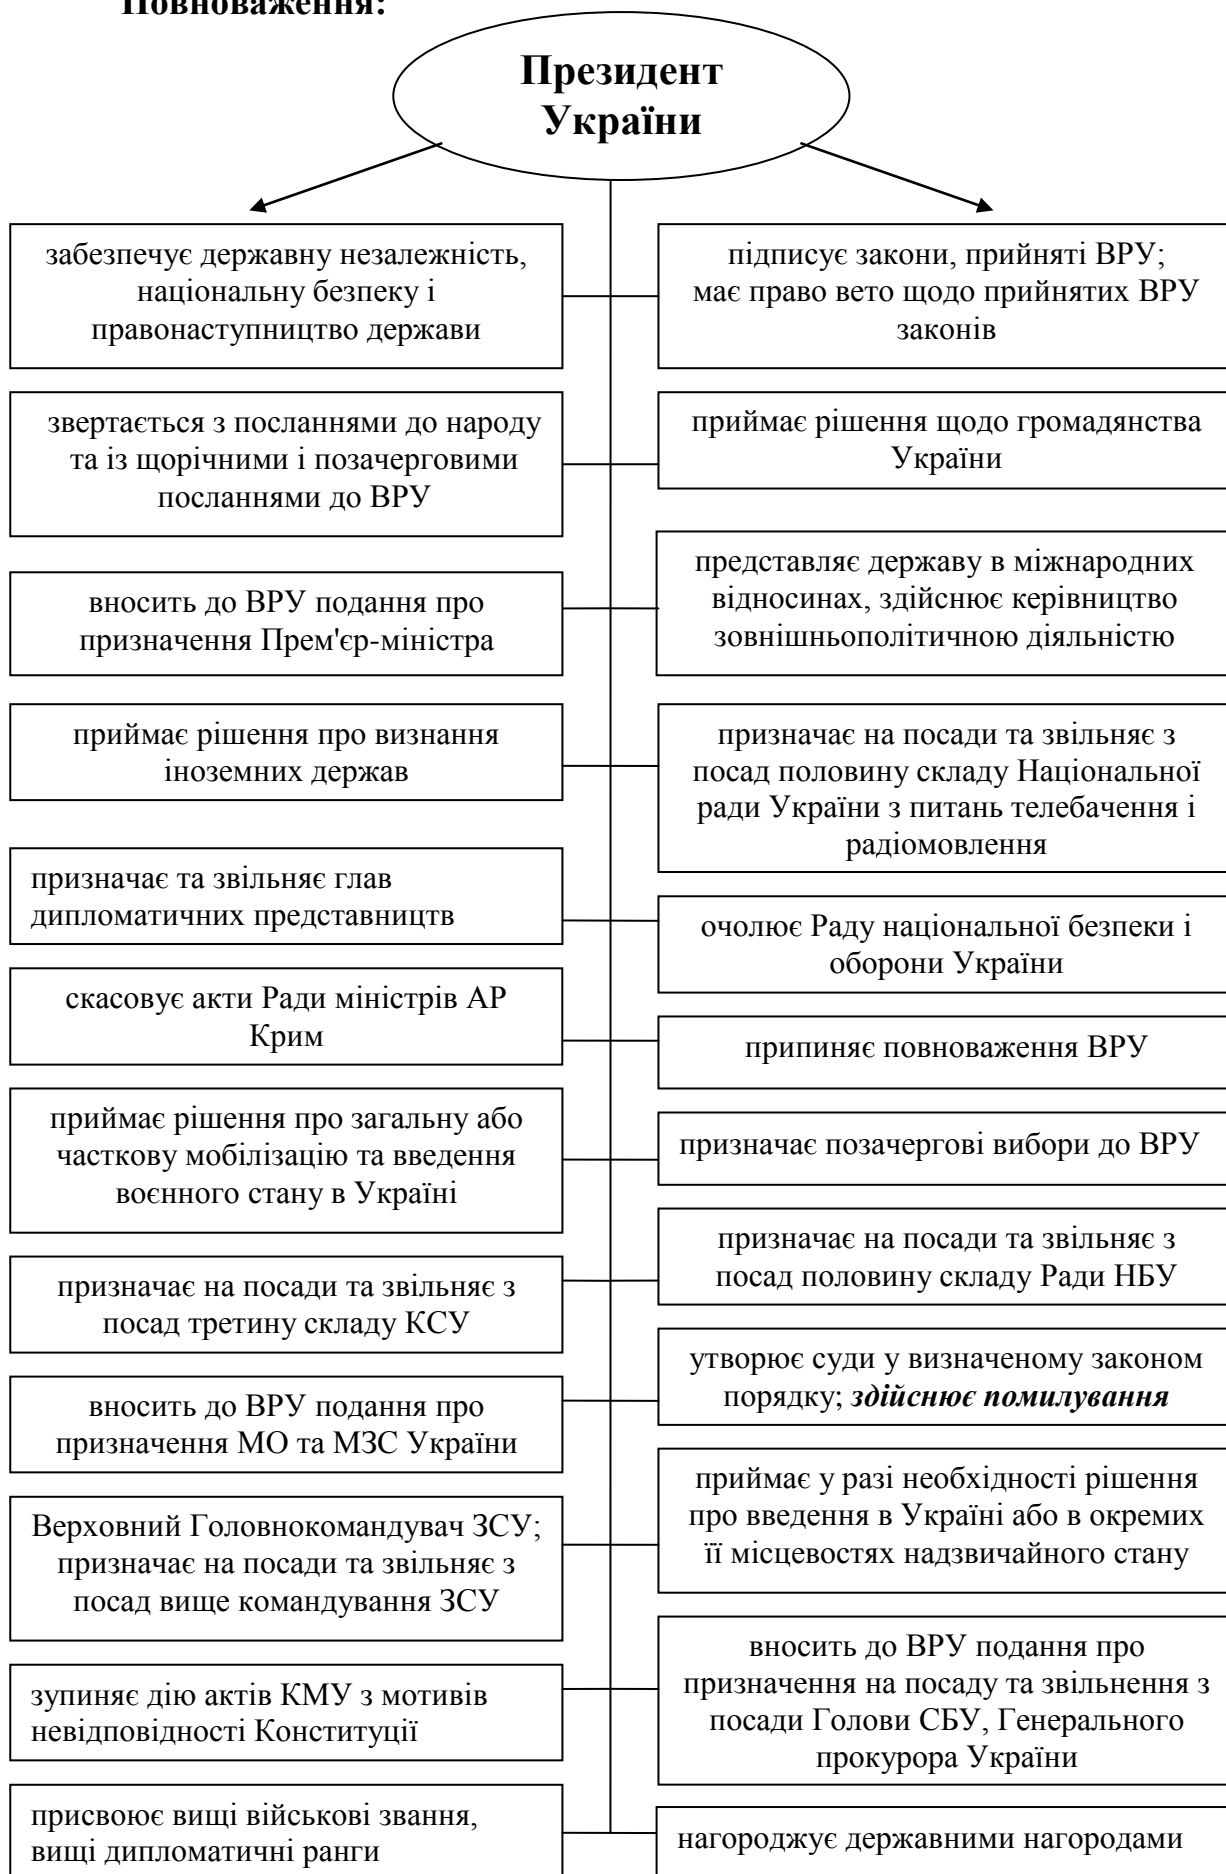 Повноваження:
Президент
України
забезпечує державну незалежність,
національну безпеку і
правонаступництво держави
підписує закони, прийняті ВРУ;
має право вето щодо прийнятих ВРУ
законів
звертається з посланнями до народу
та із щорічними і позачерговими
посланнями до ВРУ
приймає рішення щодо громадянства
України
вносить до ВРУ подання про
призначення Прем'єр-міністра
представляє державу в міжнародних
відносинах, здійснює керівництво
зовнішньополітичною діяльністю
приймає рішення про визнання
іноземних держав
призначає на посади та звільняє з
посад половину складу Національної
ради України з питань телебачення і
радіомовлення
призначає та звільняє глав
дипломатичних представництв
очолює Раду національної безпеки і
оборони України
скасовує акти Ради міністрів АР
Крим
припиняє повноваження ВРУ
приймає рішення про загальну або
часткову мобілізацію та введення
воєнного стану в Україні
призначає позачергові вибори до ВРУ
призначає на посади та звільняє з
посад третину складу КСУ
призначає на посади та звільняє з
посад половину складу Ради НБУ
вносить до ВРУ подання про
призначення МО та МЗС України
утворює суди у визначеному законом
порядку; здійснює помилування
Верховний Головнокомандувач ЗСУ;
призначає на посади та звільняє з
посад вище командування ЗСУ
приймає у разі необхідності рішення
про введення в Україні або в окремих
її місцевостях надзвичайного стану
зупиняє дію актів КМУ з мотивів
невідповідності Конституції
вносить до ВРУ подання про
призначення на посаду та звільнення з
посади Голови СБУ, Генерального
прокурора України
присвоює вищі військові звання,
вищі дипломатичні ранги
нагороджує державними нагородами